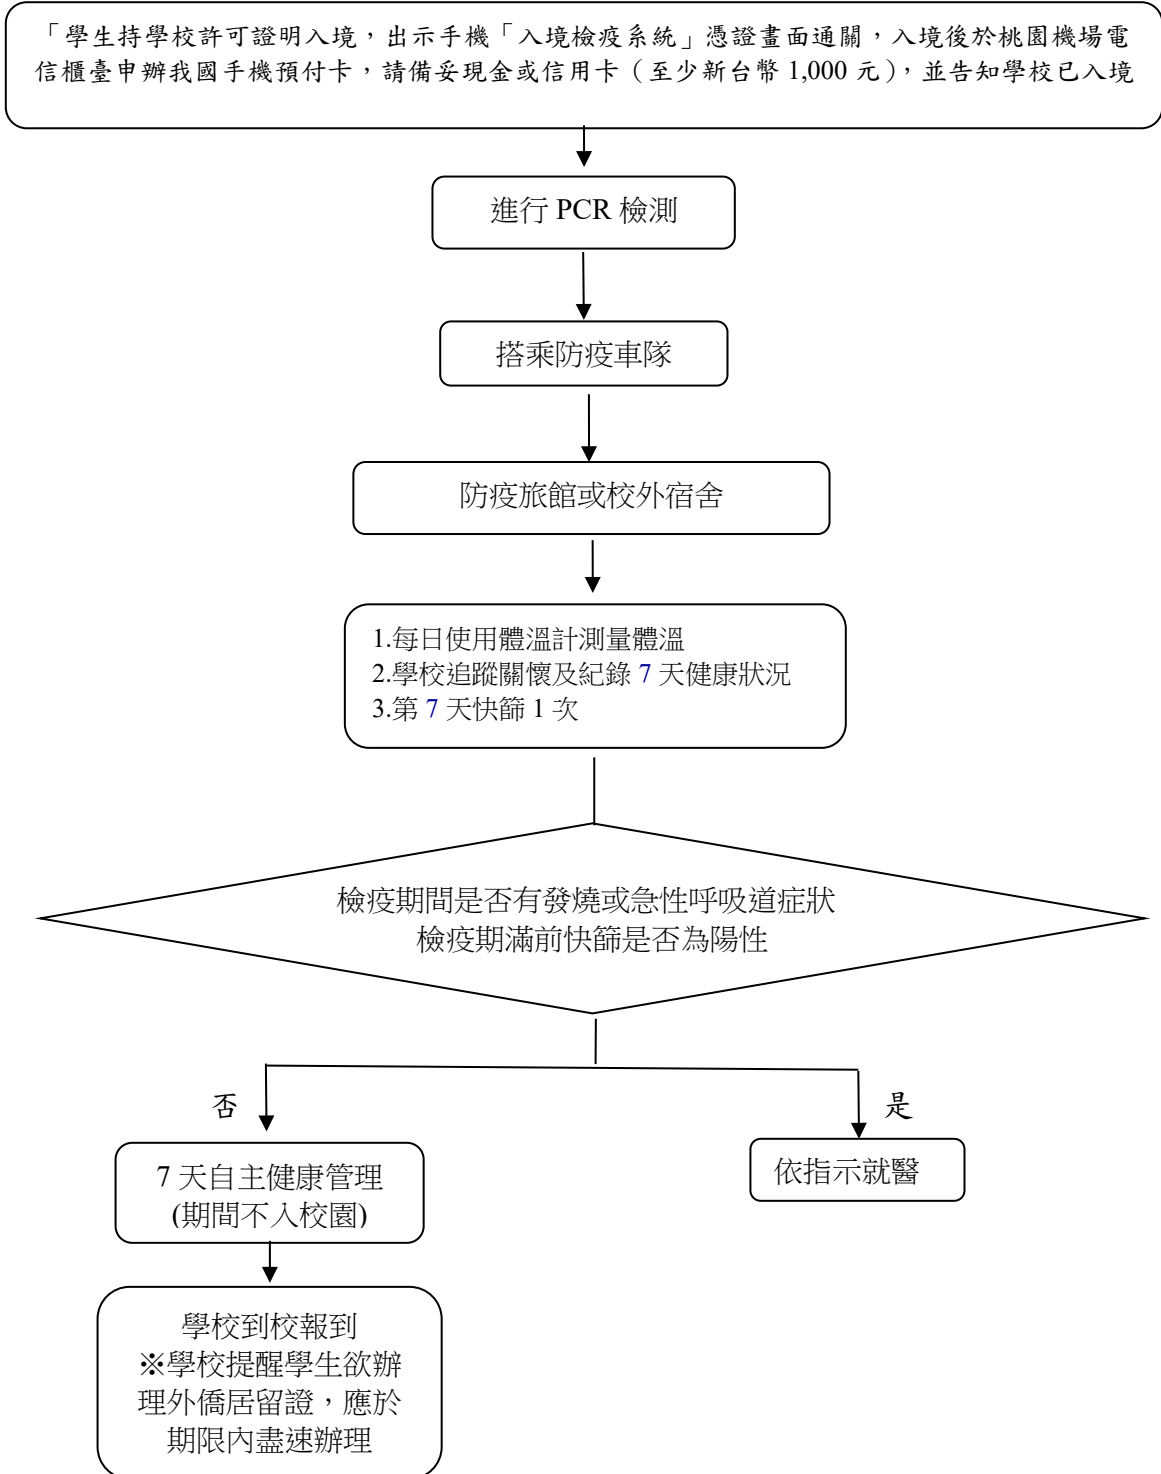 「學生持學校許可證明入境，出示手機「入境檢疫系統」憑證畫面通關，入境後於桃園機場電
信櫃臺申辦我國手機預付卡，請備妥現金或信用卡（至少新台幣 1,000 元），並告知學校已入境
進行 PCR 檢測
搭乘防疫車隊
防疫旅館或校外宿舍
1.每日使用體溫計測量體溫
2.學校追蹤關懷及紀錄 7 天健康狀況
3.第 7 天快篩 1 次
檢疫期間是否有發燒或急性呼吸道症狀
檢疫期滿前快篩是否為陽性
否
是
7 天自主健康管理
(期間不入校園)
依指示就醫
學校到校報到
※學校提醒學生欲辦
理外僑居留證，應於
期限內盡速辦理